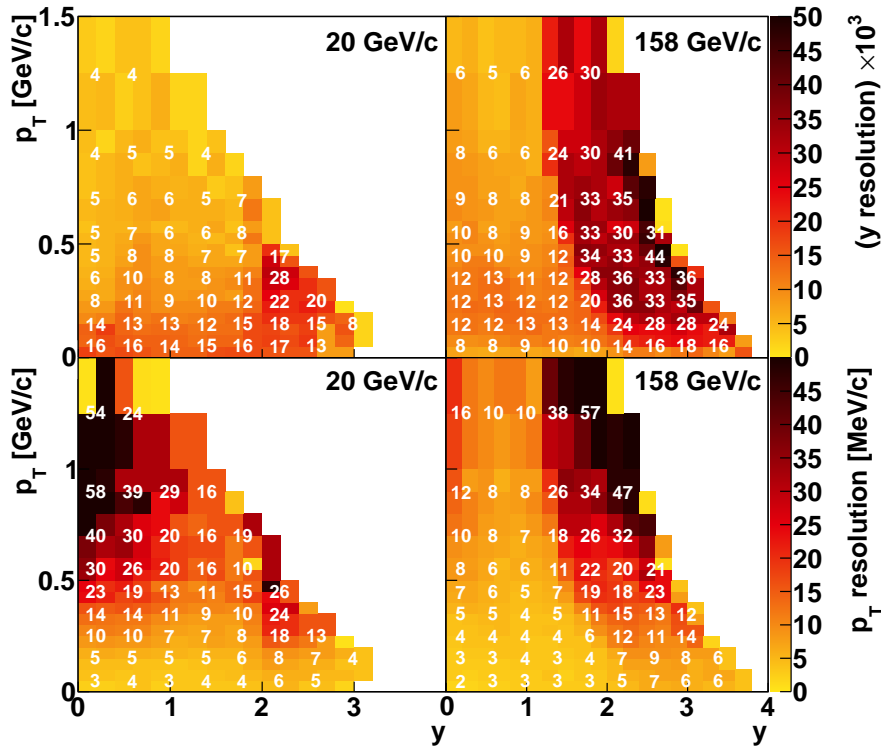 1.5
20 GeV/c
158 GeV/c
50
4 4
6 5 6 26 30
45
40
1
35
4 5 5 4
8 6 6 24 30 41
30
5 6 6 5 7
9 8 8 21 33 35
25
5 7 6 6 8
10 8 9 16 33 30 31
0.5
20
5 8 8 7 7 17
10 10 9 12 34 33 44
6 10 8 8 11 28
12 13 11 12 28 36 33 36
15
8 11 9 10 12 22 20
12 13 12 12 20 36 33 35
10
14 13 13 12 15 18 15 8
12 12 13 13 14 24 28 28 24
5
16 16 14 15 16 17 13
8 8 9 10 10 14 16 18 16
0
p_T [GeV/c]
(y resolution) ×10³
20 GeV/c
158 GeV/c
0
54 24
16 10 10 38 57
45
40
1
35
58 39 29 16
12 8 8 26 34 47
30
40 30 20 16 19
10 8 7 18 26 32
25
30 26 20 16 10
8 6 6 11 22 20 21
0.5
20
23 19 13 11 15 26
7 6 5 7 19 18 23
14 14 11 9 10 24
5 5 4 5 11 15 13 12
15
10 10 7 7 8 18 13
4 4 4 4 6 12 11 14
10
5 5 5 5 6 8 7 4
3 3 4 3 4 7 9 8 6
5
3 4 3 4 4 6 5
2 3 3 3 3 5 7 6 6
0
0
p_T [GeV/c]
p_T resolution [MeV/c]
0 1 2 3
0 1 2 3 4
y
y